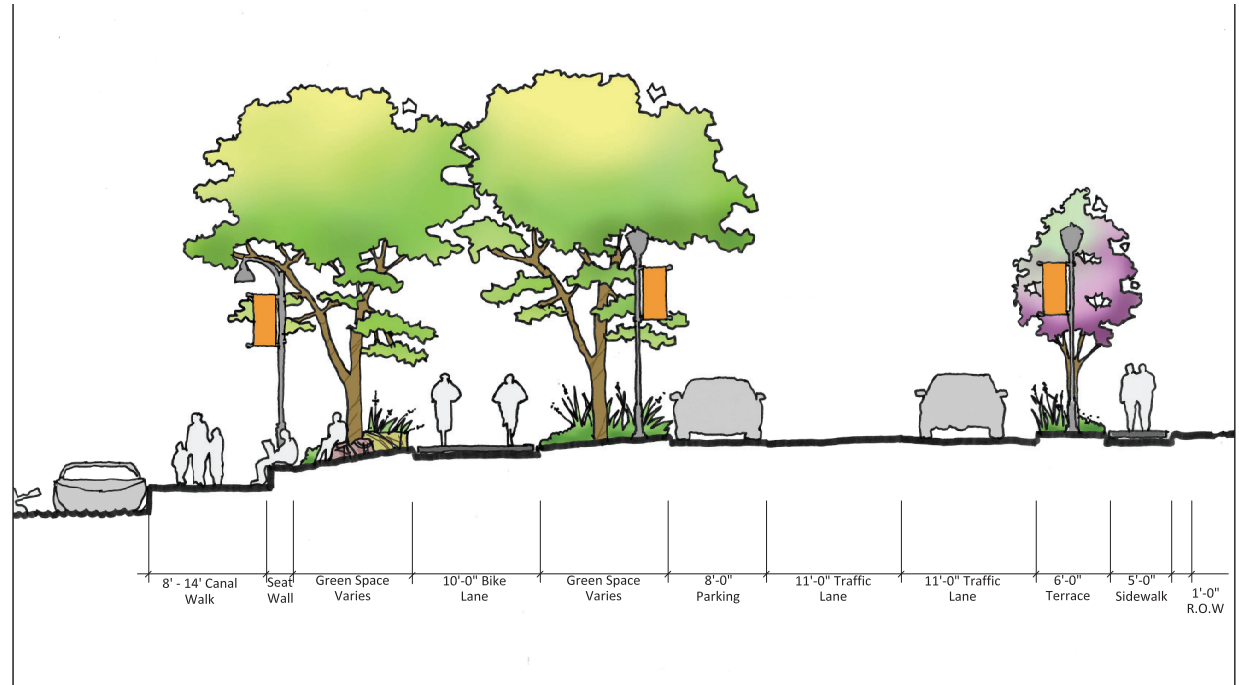 8' - 14' Canal
Walk
Seat
Wall
Green Space
Varies
10'-0" Bike
Lane
Green Space
Varies
8'-0"
Parking
11'-0" Traffic
Lane
11'-0" Traffic
Lane
6'-0"
Terrace
5'-0"
Sidewalk
1'-0"
R.O.W